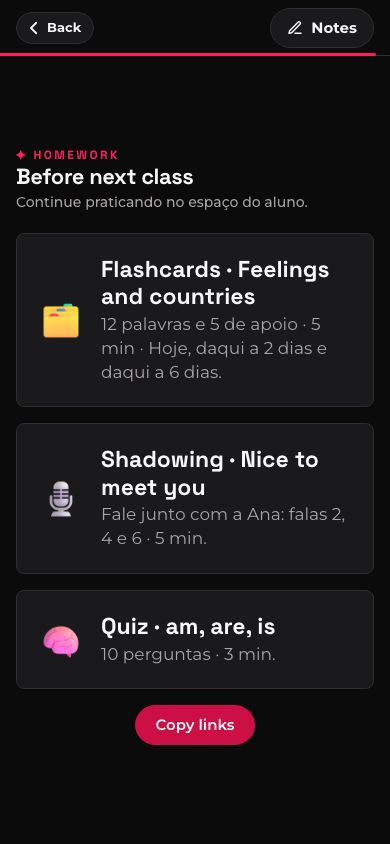 Back
Notes
HOMEWORK
Before next class
Continue praticando no espaço do aluno.
Flashcards · Feelings
and countries
12 palavras e 5 de apoio · 5
min · Hoje, daqui a 2 dias e
daqui a 6 dias.
Shadowing · Nice to
meet you
Fale junto com a Ana: falas 2,
4 e 6 · 5 min.
Quiz · am, are, is
10 perguntas · 3 min.
Copy links